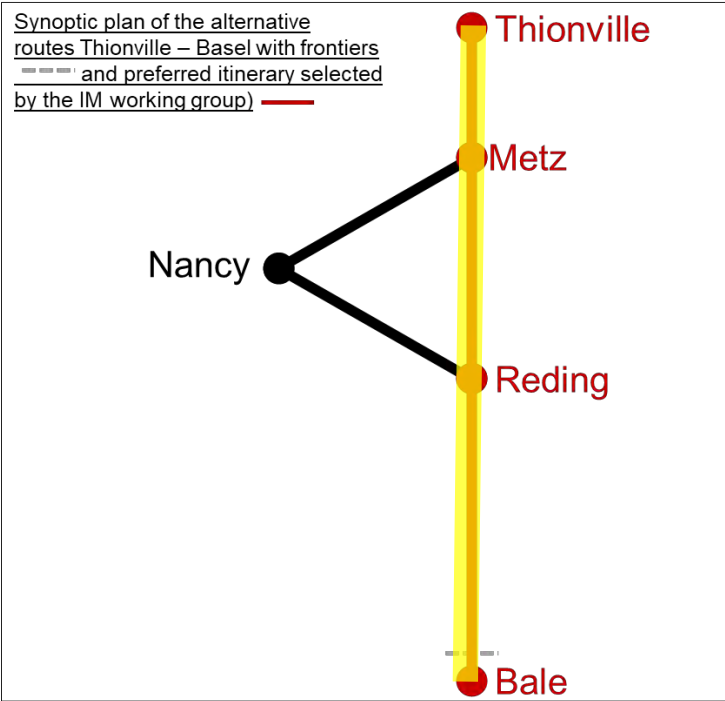 Synoptic plan of the alternative
routes Thionville – Basel with frontiers
and preferred itinerary selected
by the IM working group)
Thionville
Metz
Nancy
Reding
Bale